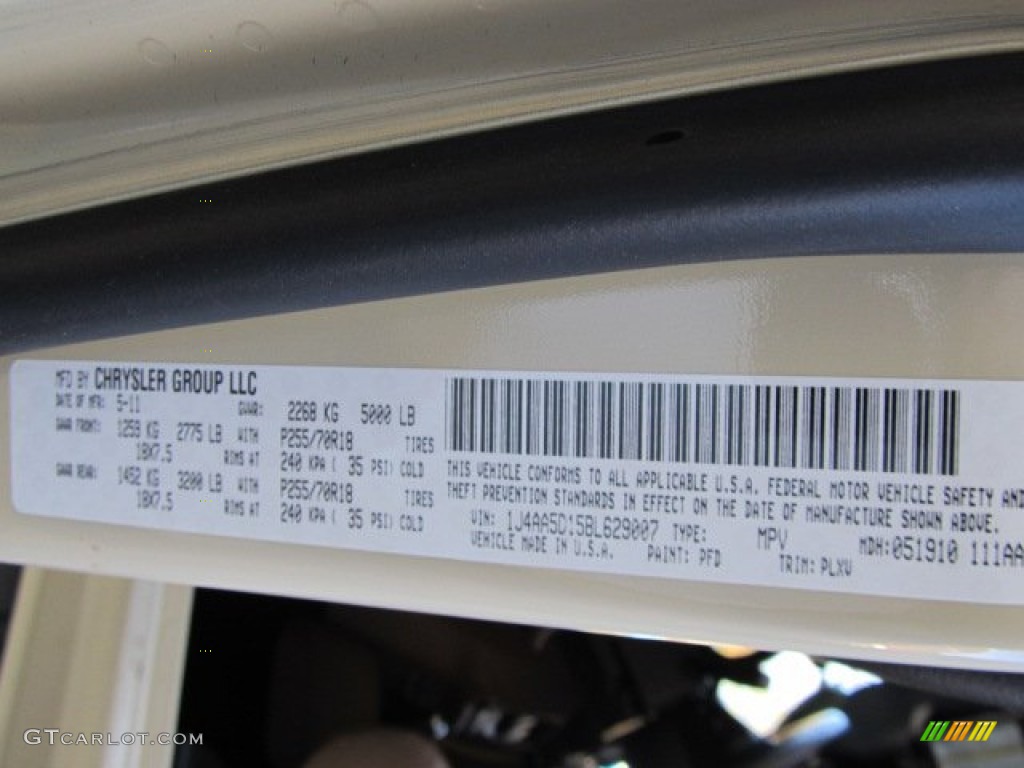 MFD BY CHRYSLER GROUP LLC
DATE OF MFR: 5-11 GVWR: 2268 KG 5000 LB
GAWR FRONT: 1259 KG 2775 LB WITH P255/70R18 TIRES
18X7.5 RIMS AT 240 KPA ( 35 PSI) COLD
GAWR REAR: 1452 KG 3200 LB WITH P255/70R18 TIRES
18X7.5 RIMS AT 240 KPA ( 35 PSI) COLD
THIS VEHICLE CONFORMS TO ALL APPLICABLE U.S.A. FEDERAL MOTOR VEHICLE SAFETY AND
THEFT PREVENTION STANDARDS IN EFFECT ON THE DATE OF MANUFACTURE SHOWN ABOVE.
VIN: 1J4AA5D15BL629007 TYPE: MPV MDH:051910 111AA
VEHICLE MADE IN U.S.A. PAINT: PFD TRIM: PLXV
GTCARLOT.COM